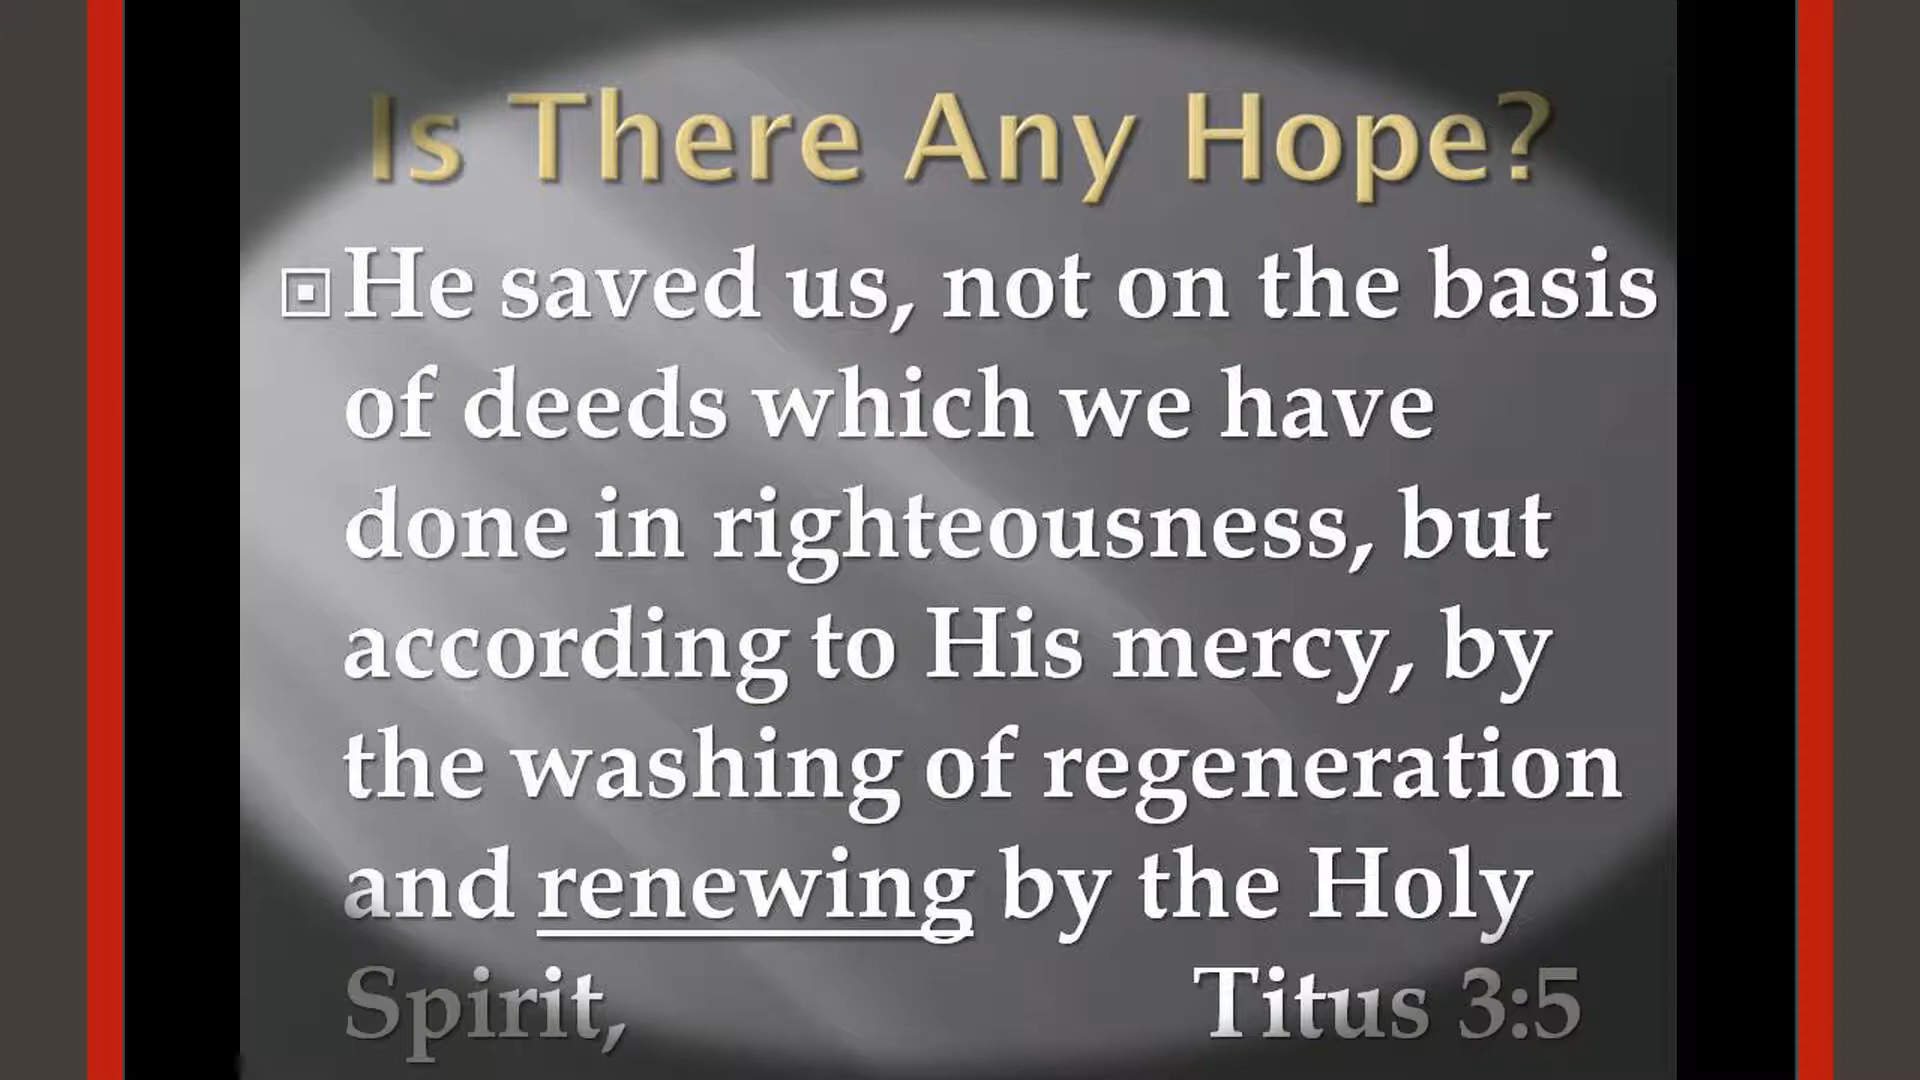 Is There Any Hope?
He saved us, not on the basis
of deeds which we have
done in righteousness, but
according to His mercy, by
the washing of regeneration
and renewing by the Holy
Spirit, Titus 3:5